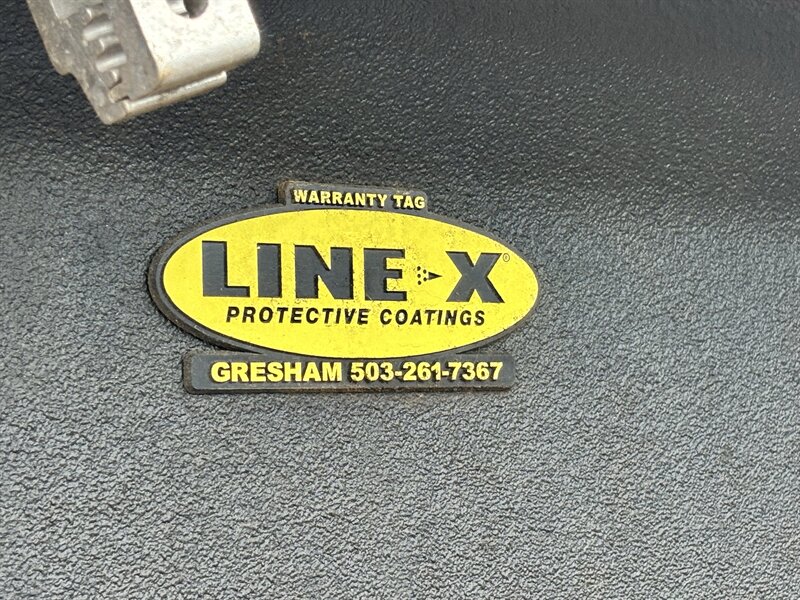 WARRANTY TAG
LINE-X®
PROTECTIVE COATINGS
GRESHAM 503-261-7367